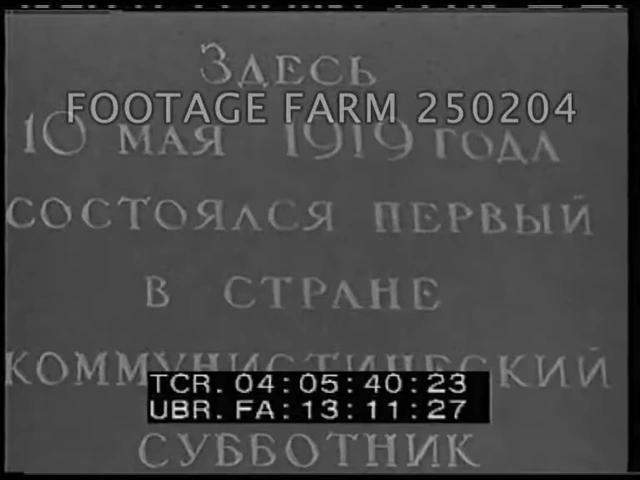 ЗДЕСЬ
FOOTAGE FARM 250204
10 МАЯ 1919 ГОДА
СОСТОЯЛСЯ ПЕРВЫЙ
В СТРАНЕ
КОММУНИСТИЧЕСКИЙ
TCR. 04:05:40:23
UBR. FA:13:11:27
СУББОТНИК